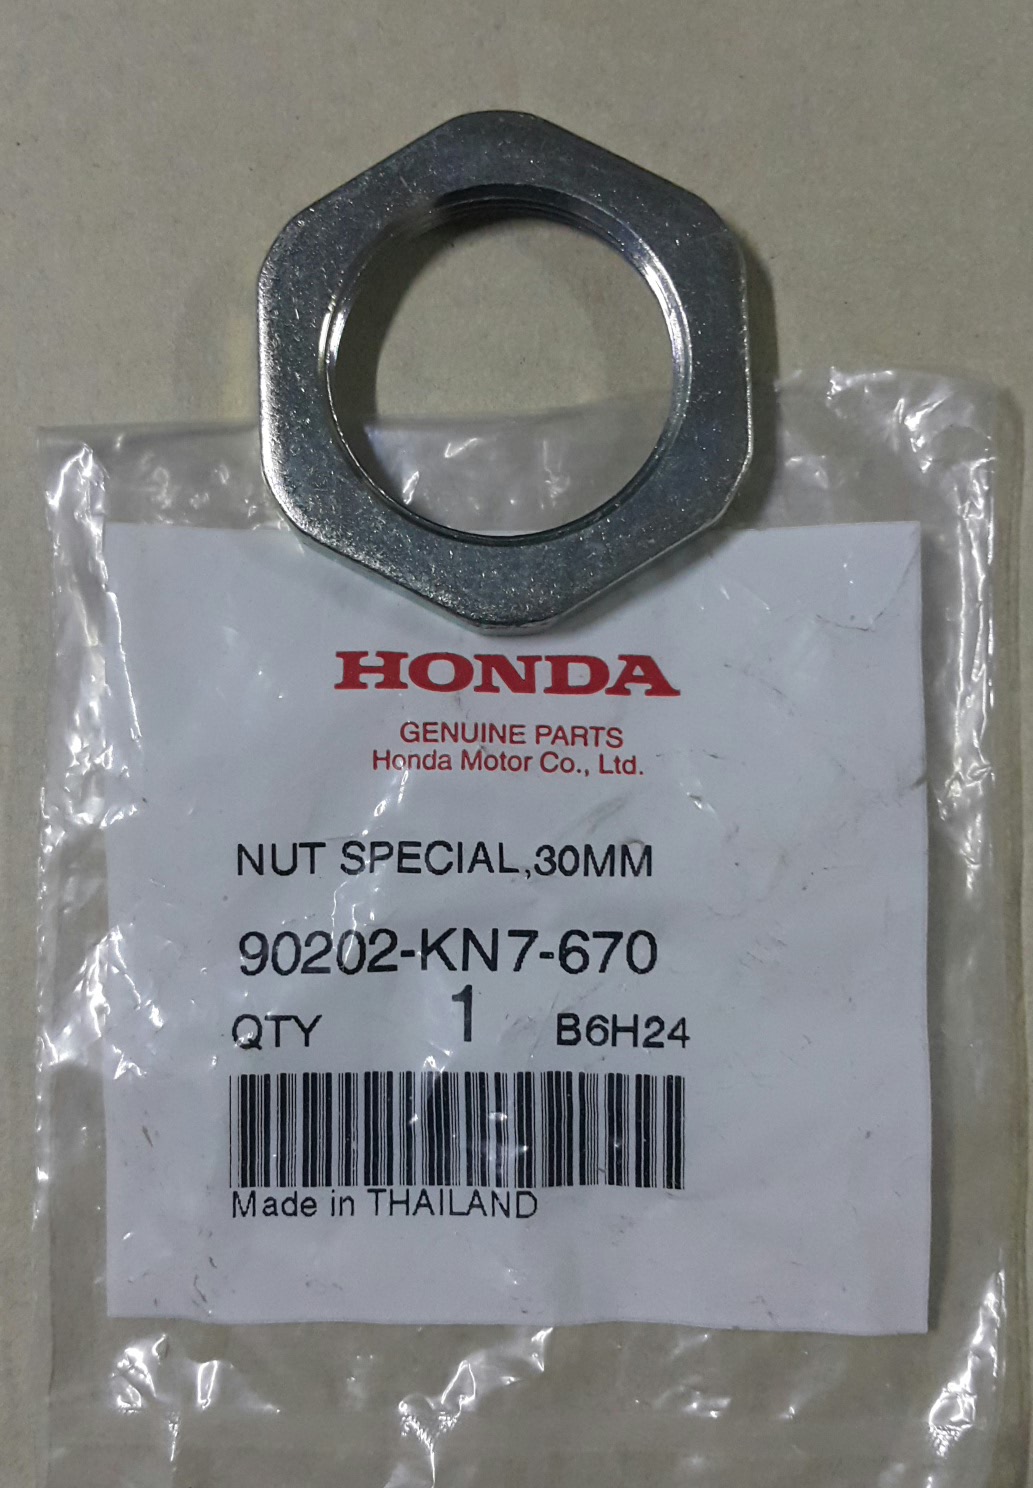 HONDA
GENUINE PARTS
Honda Motor Co., Ltd.
NUT SPECIAL,30MM
90202-KN7-670
QTY 1 B6H24
Made in THAILAND